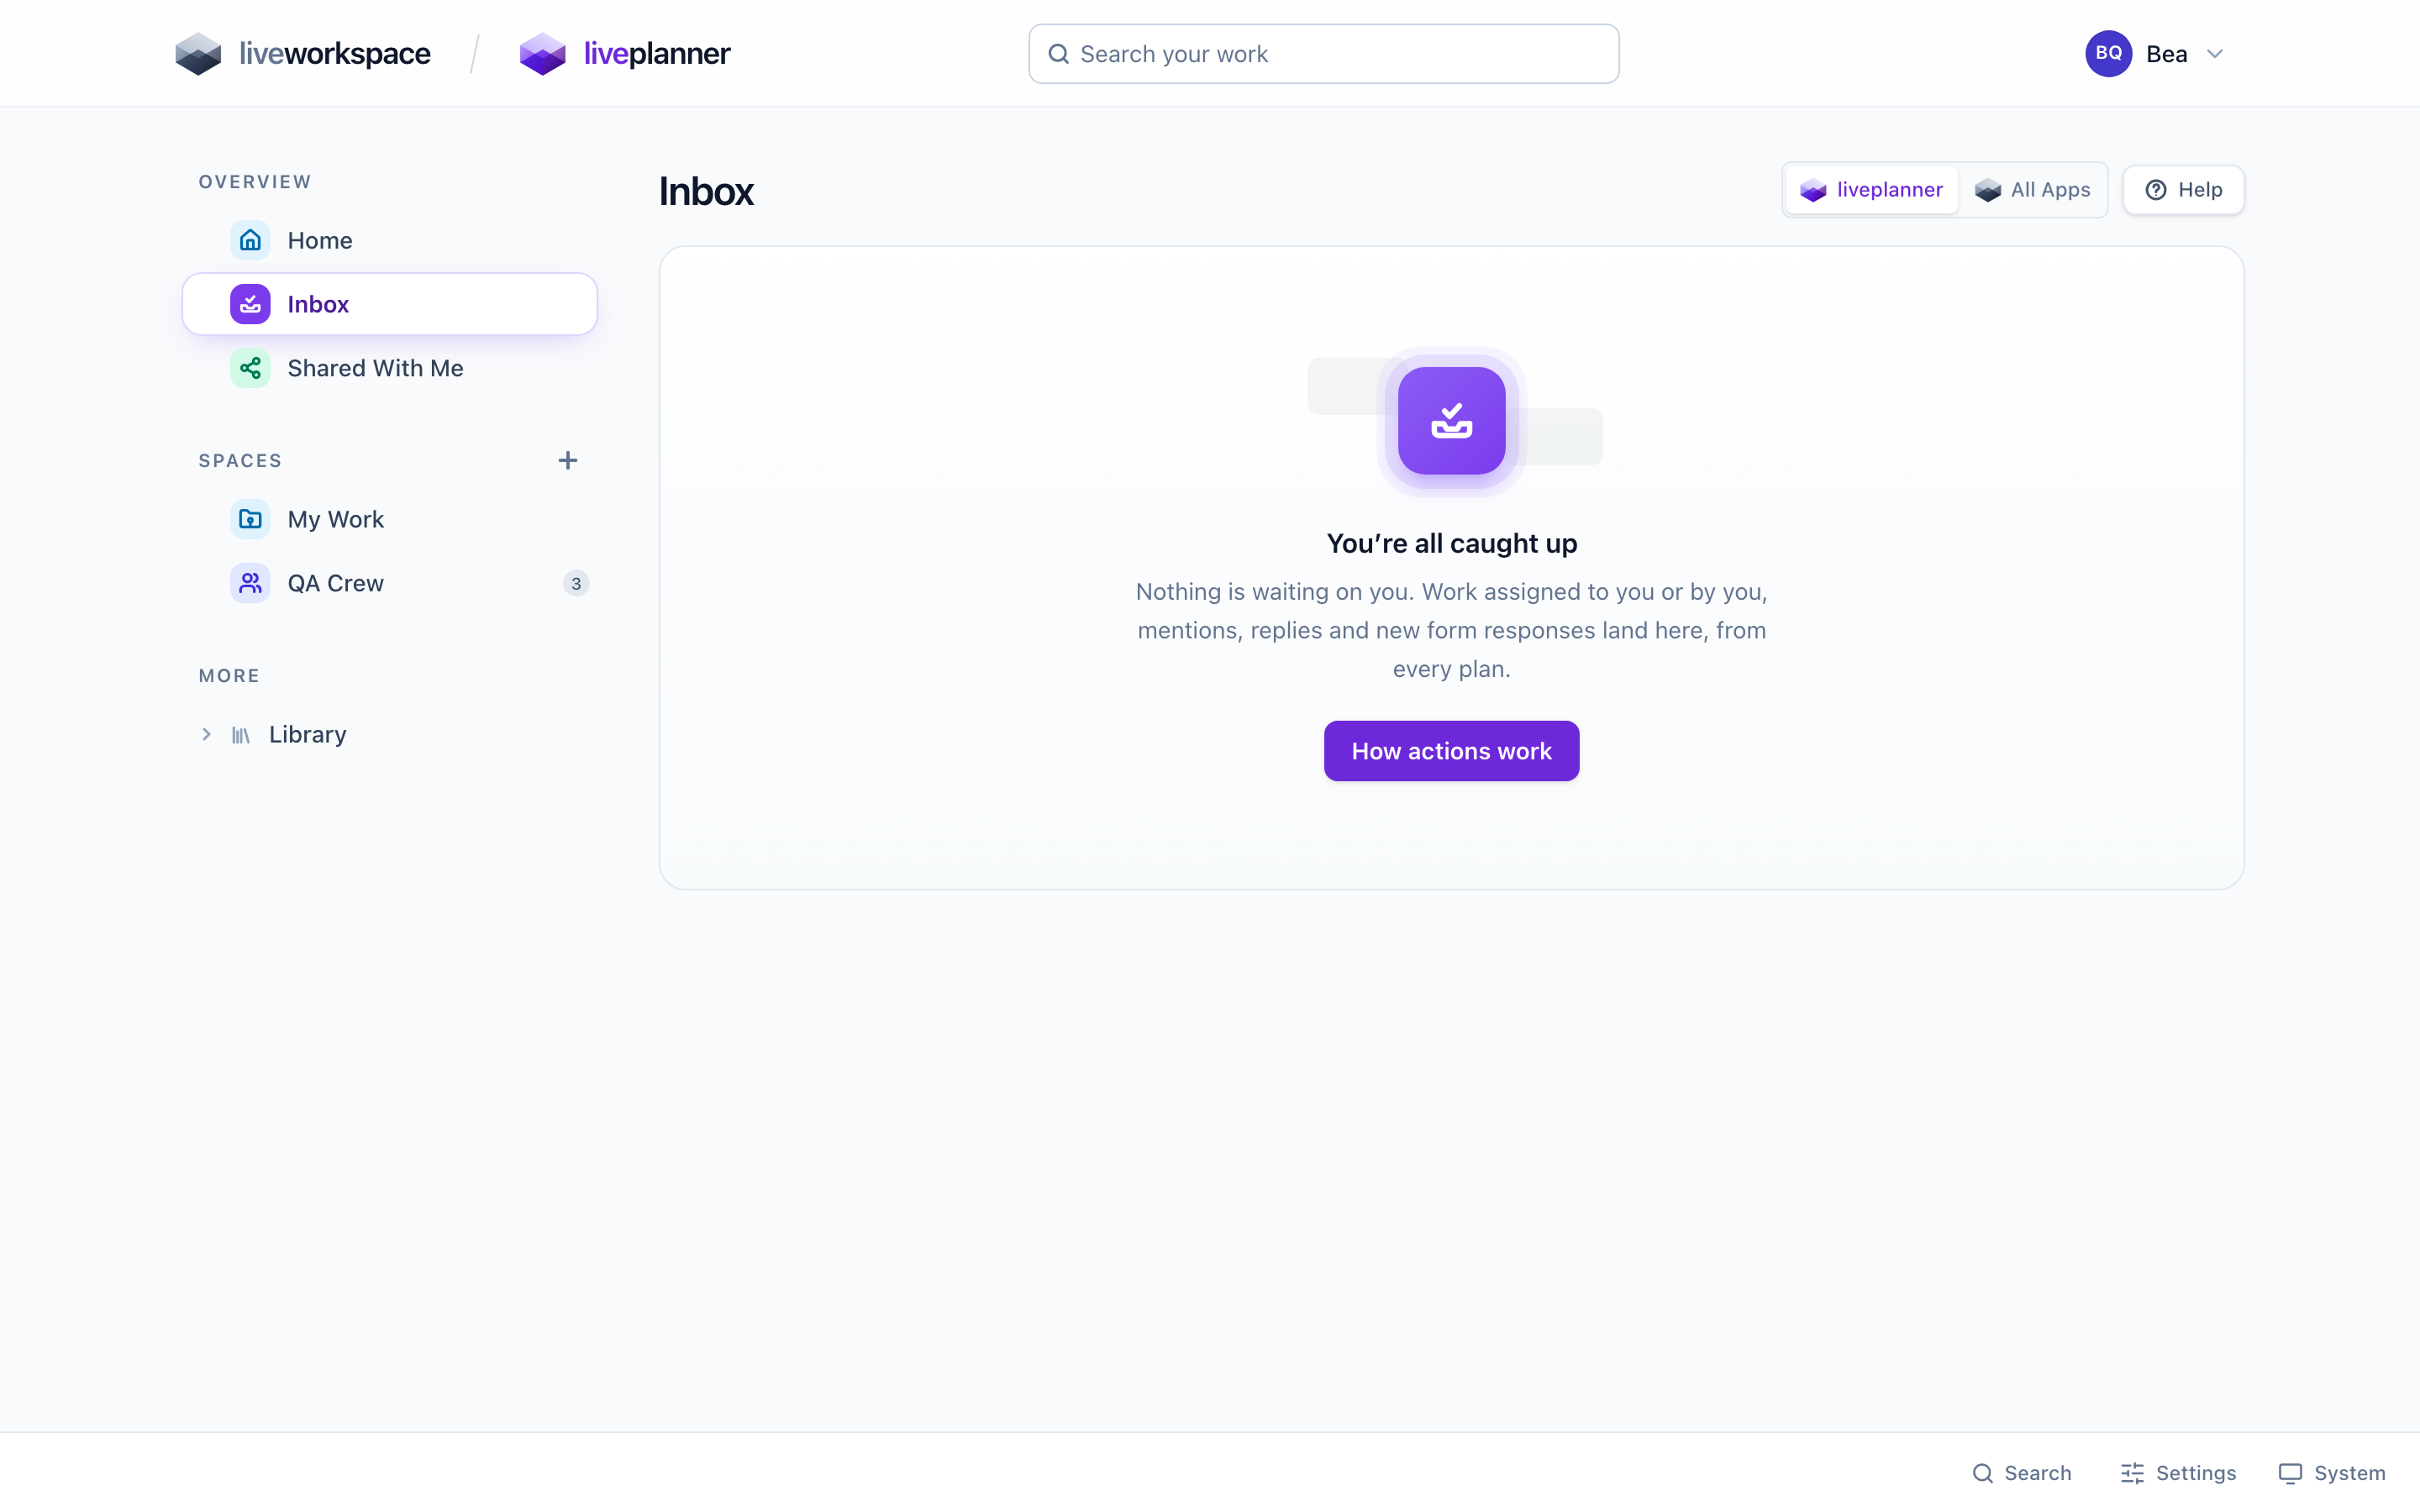 liveworkspace / liveplanner
Search your work
BQ Bea
OVERVIEW
Home
Inbox
Shared With Me
SPACES
My Work
QA Crew 3
MORE
Library
Inbox
liveplanner All Apps Help
You’re all caught up
Nothing is waiting on you. Work assigned to you or by you,
mentions, replies and new form responses land here, from
every plan.
How actions work
Search Settings System